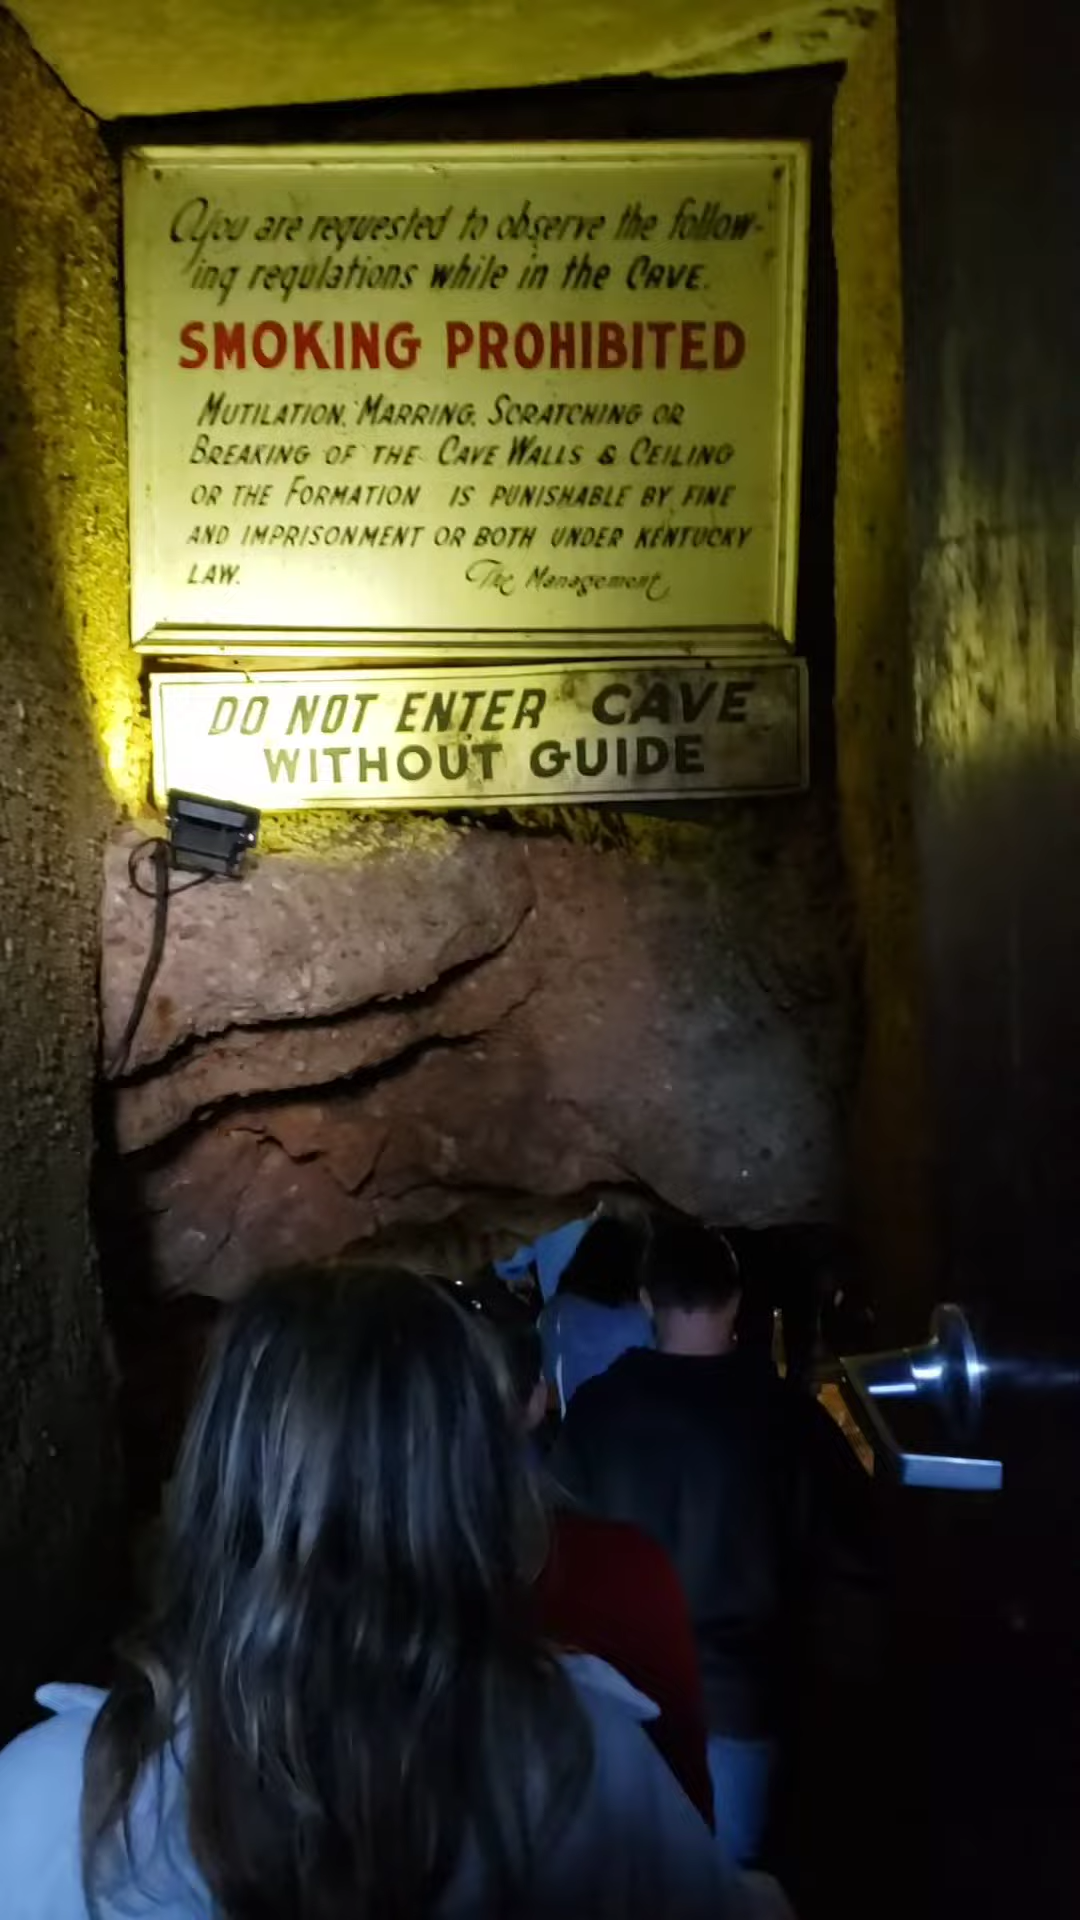 You are requested to observe the follow-
ing regulations while in the CAVE.
SMOKING PROHIBITED
MUTILATION, MARRING, SCRATCHING OR
BREAKING OF THE CAVE WALLS & CEILING
OR THE FORMATION IS PUNISHABLE BY FINE
AND IMPRISONMENT OR BOTH UNDER KENTUCKY
LAW. The Management
DO NOT ENTER CAVE
WITHOUT GUIDE